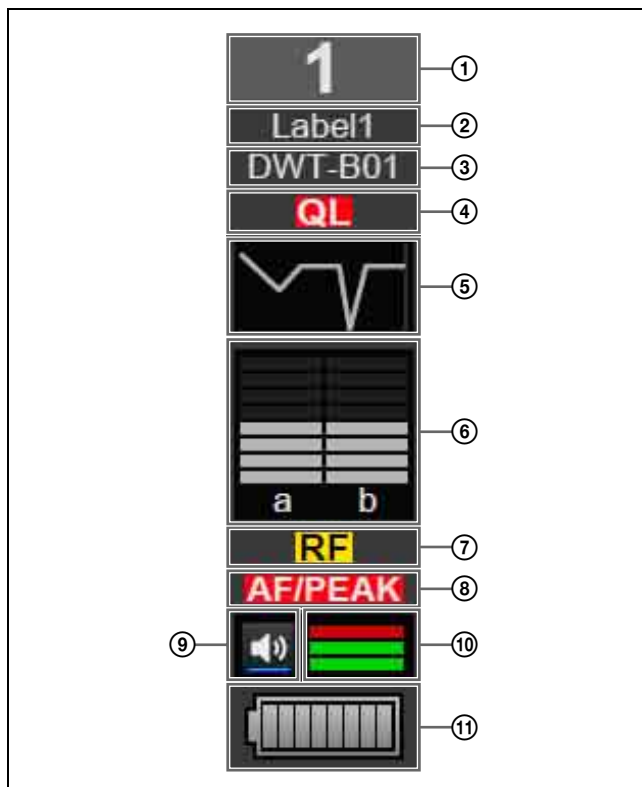 1
①
Label1
②
DWT-B01
③
QL
④
⑤
⑥
a b
RF
⑦
AF/PEAK
⑧
⑨
⑩
⑪